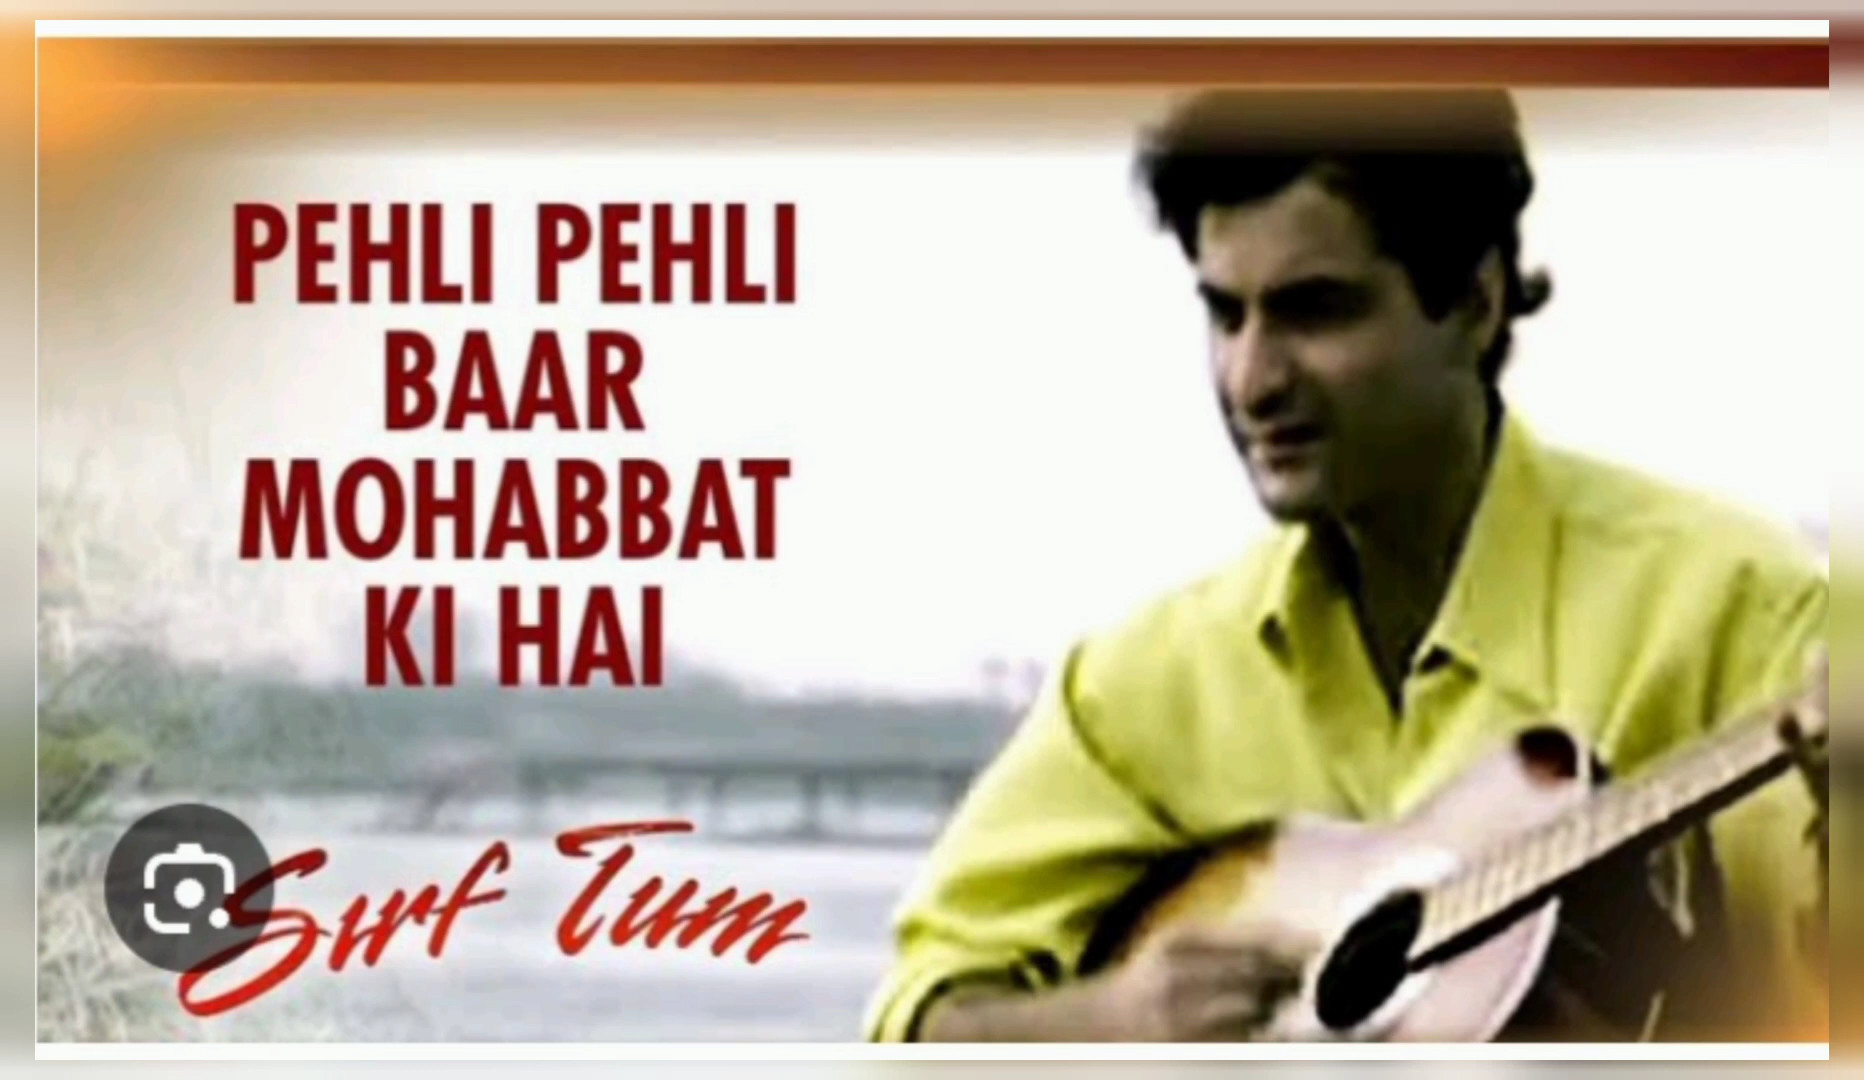 PEHLI PEHLI
BAAR
MOHABBAT
KI HAI
Sirf Tum